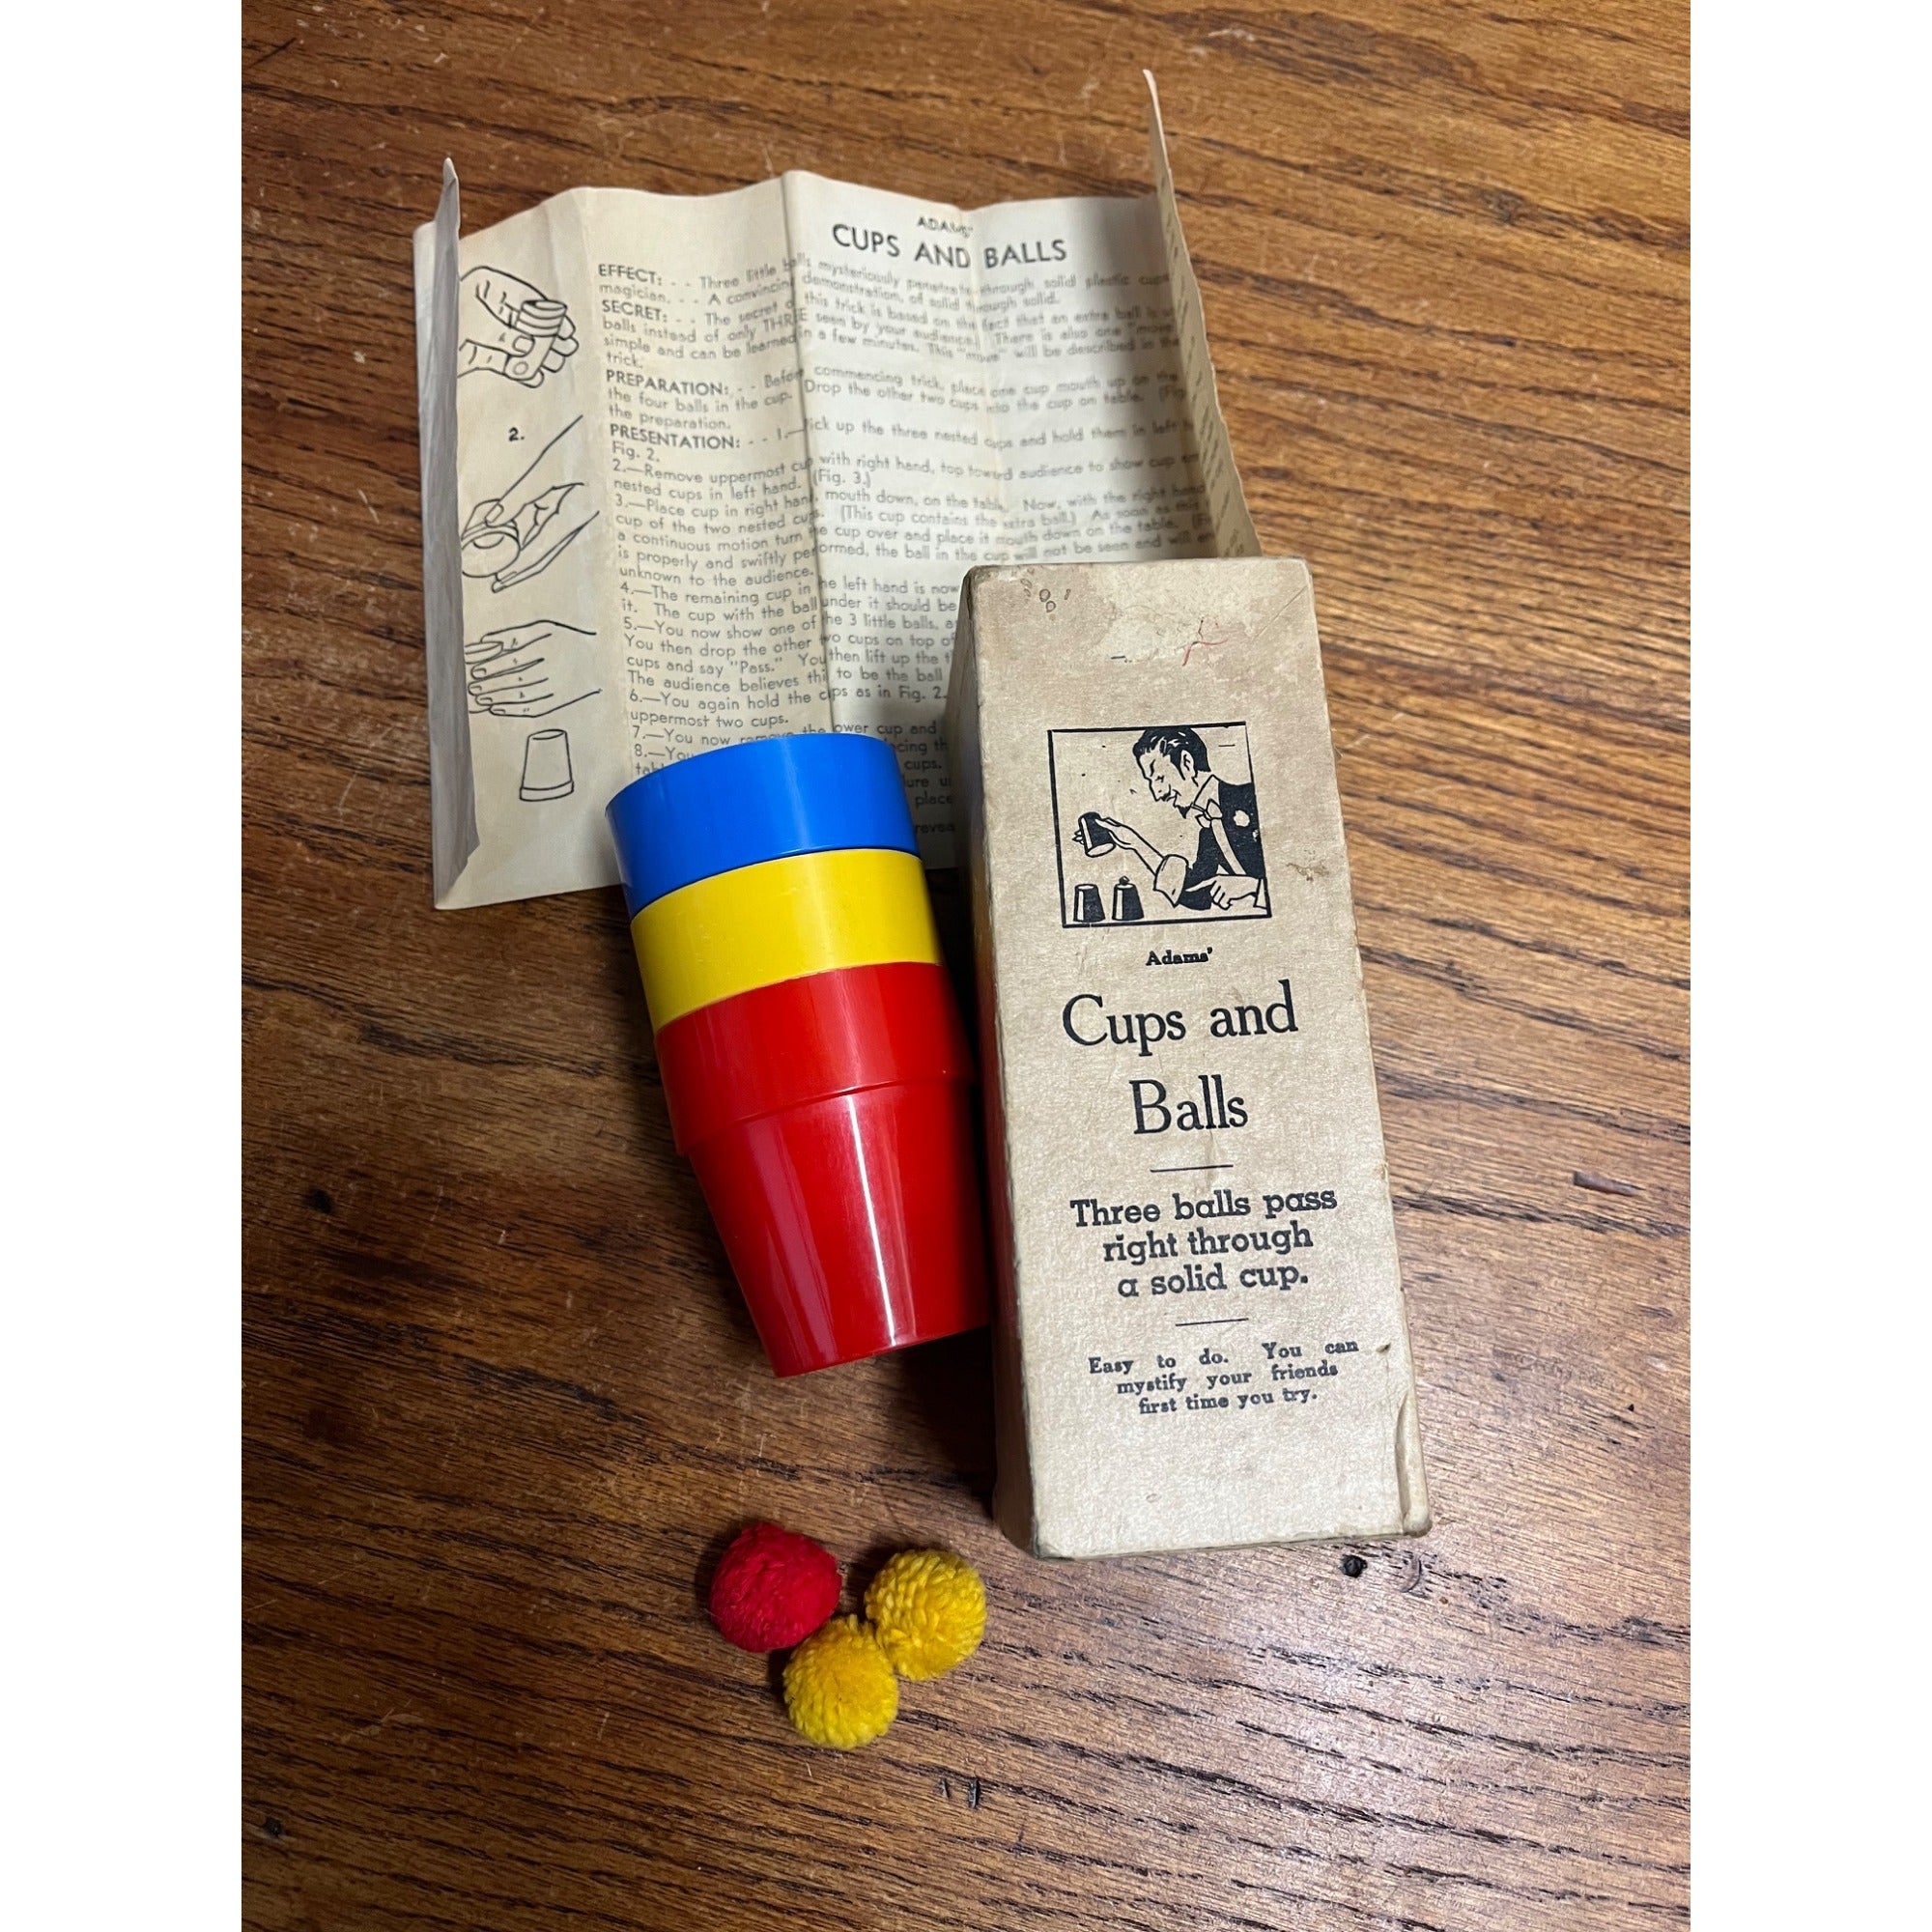 ADAMS'
CUPS AND BALLS
EFFECT: - - Three little balls mysteriously penetrate through solid plastic cups
magician. - - A convincing demonstration, of solid through solid.
SECRET: - - The secret of this trick is based on the fact that an extra ball is
balls instead of only THREE seen by your audience. There is also one "move"
simple and can be learned in a few minutes. This "move" will be described in the
trick.
PREPARATION: - - Before commencing trick, place one cup mouth up on the
the four balls in the cup. Drop the other two cups into the cup on table.
the preparation.
PRESENTATION: - - 1.—Pick up the three nested cups and hold them in left
Fig. 2.
2.—Remove uppermost cup with right hand, top toward audience to show cup
nested cups in left hand. (Fig. 3.)
3.—Place cup in right hand, mouth down, on the table. Now, with the right hand
cup of the two nested cups. (This cup contains the extra ball.) As soon as
a continuous motion turn the cup over and place it mouth down on the table.
is properly and swiftly performed, the ball in the cup will not be seen and will
unknown to the audience.
4.—The remaining cup in the left hand is now
it. The cup with the ball under it should be
5.—You now show one of the 3 little balls,
You then drop the other two cups on top of
cups and say "Pass." You then lift up the
The audience believes this to be the ball
6.—You again hold the cups as in Fig. 2.
uppermost two cups.
7.—You now remove the lower cup and
8.—You
cups.
place
2.
Adams'
Cups and
Balls
Three balls pass
right through
a solid cup.
Easy to do. You can
mystify your friends
first time you try.